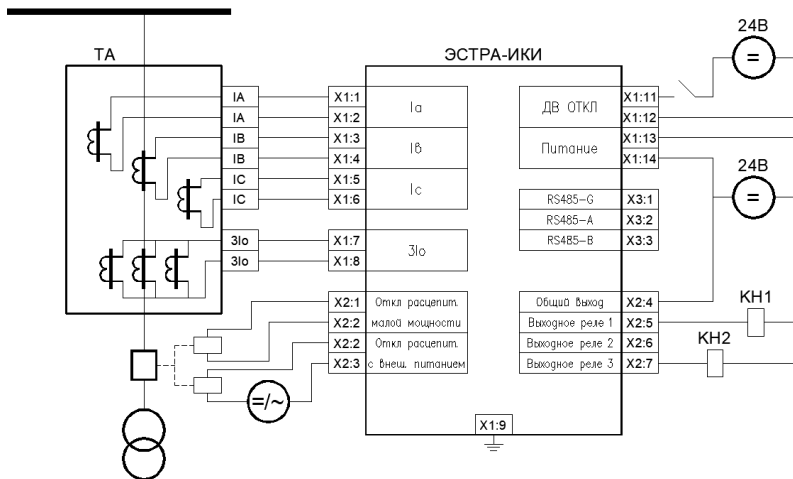 24В
ТА
ЭСТРА-ИКИ
=
IA
X1:1
Ia
ДВ ОТКЛ
X1:11
IA
X1:2
X1:12
IB
X1:3
Iв
Питание
X1:13
IB
X1:4
X1:14
24В
IC
X1:5
Ic
IC
X1:6
RS485-G
X3:1
=
RS485-A
X3:2
3Io
X1:7
3Io
RS485-B
X3:3
3Io
X1:8
X2:1
Откл расцепит.
Общий Выход
X2:4
КН1
X2:2
малой мощности
Выходное реле 1
X2:5
X2:2
Откл расцепит.
Выходное реле 2
X2:6
КН2
X2:3
с внеш. питанием
Выходное реле 3
X2:7
=/~
X1:9